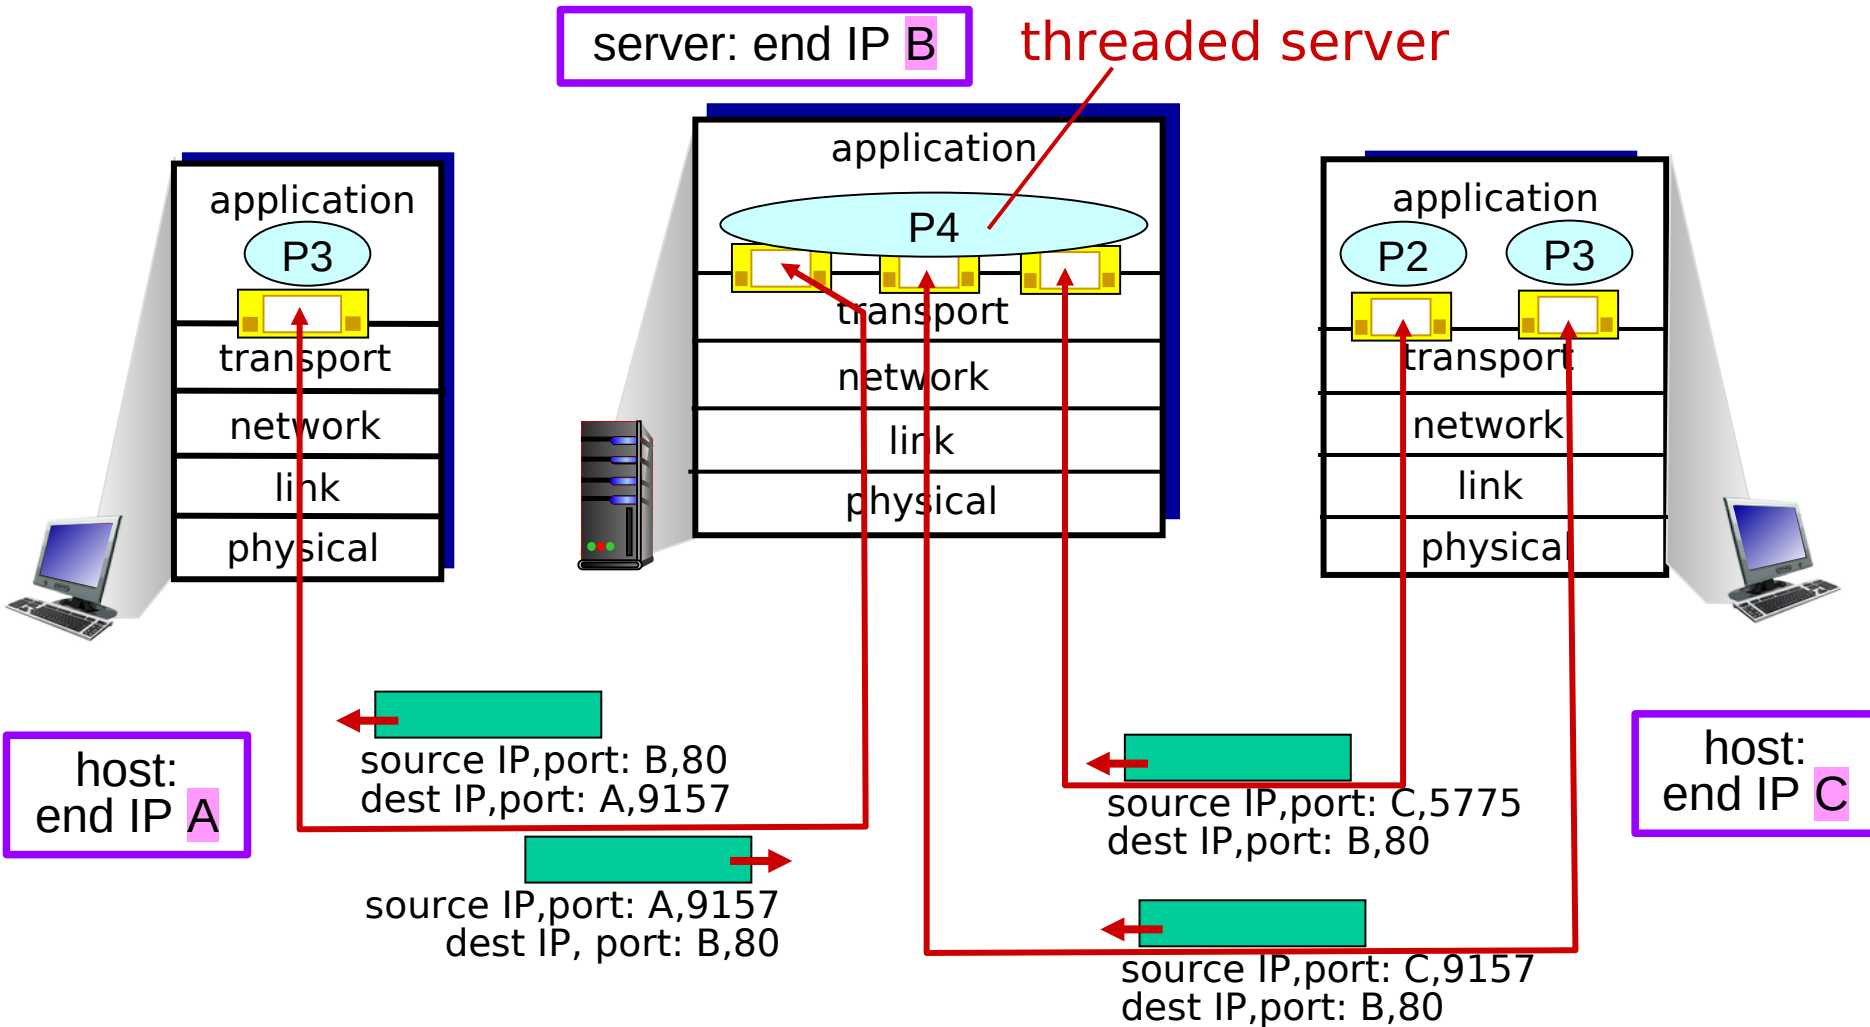 server: end IP B
threaded server
application
P3
transport
network
link
physical
application
P4
transport
network
link
physical
application
P2
P3
transport
network
link
physical
host:
end IP A
source IP,port: B,80
dest IP,port: A,9157
source IP,port: A,9157
dest IP, port: B,80
source IP,port: C,5775
dest IP,port: B,80
source IP,port: C,9157
dest IP,port: B,80
host:
end IP C